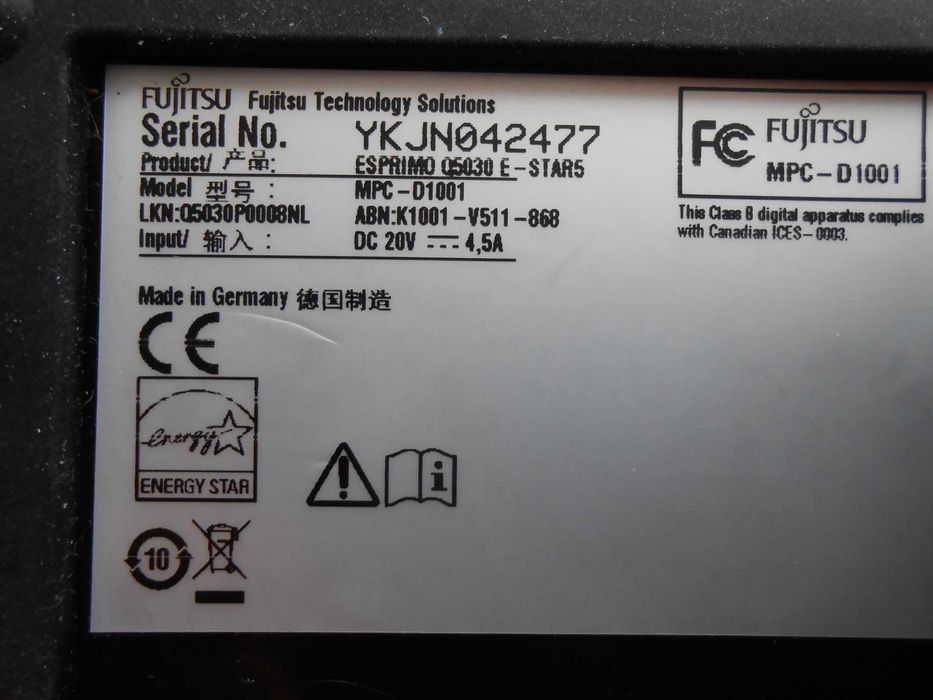 FUJITSU Fujitsu Technology Solutions
Serial No. YKJN042477
Product/ 产品: ESPRIMO Q5030 E-STAR5
Model 型号: MPC-D1001
LKN:Q5030P0008NL ABN:K1001-V511-868
Input/ 输入: DC 20V ⎓ 4,5A
Made in Germany 德国制造
CE
energy
ENERGY STAR
i
10
FC FUJITSU
MPC-D1001
This Class B digital apparatus complies
with Canadian ICES-0003.